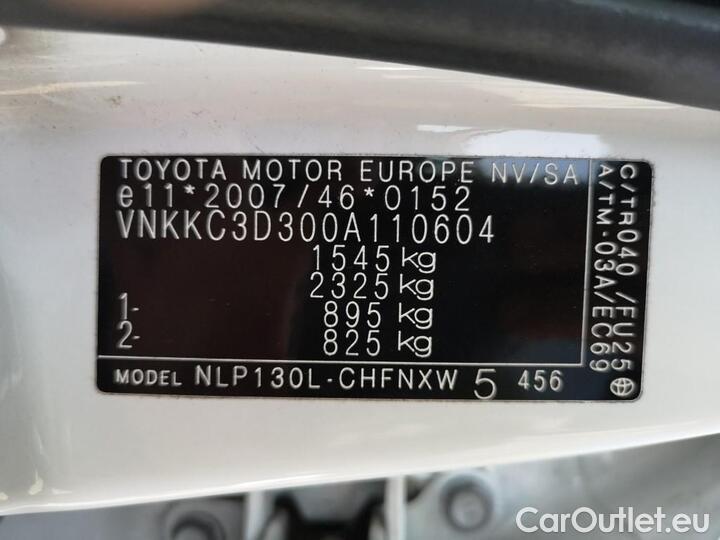 TOYOTA MOTOR EUROPE NV/SA
e11*2007/46*0152
VNKKC3D300A110604
1545 kg
2325 kg
1- 895 kg
2- 825 kg
MODEL NLP130L-CHFNXW 5 456
C/TR040 /FU25
A/TM-03A/EC69
CarOutlet.eu